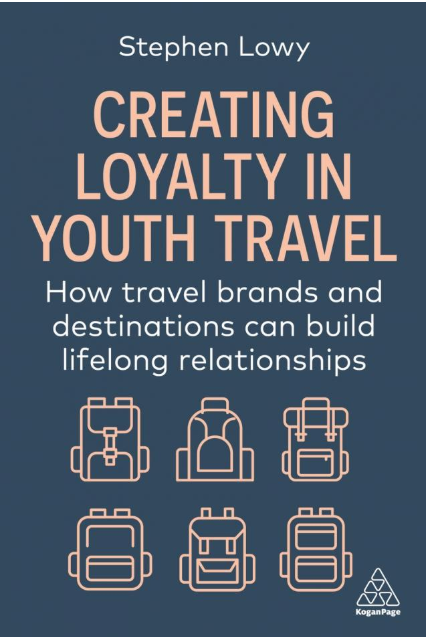 Stephen Lowy
CREATING
LOYALTY IN
YOUTH TRAVEL
How travel brands and
destinations can build
lifelong relationships
KoganPage